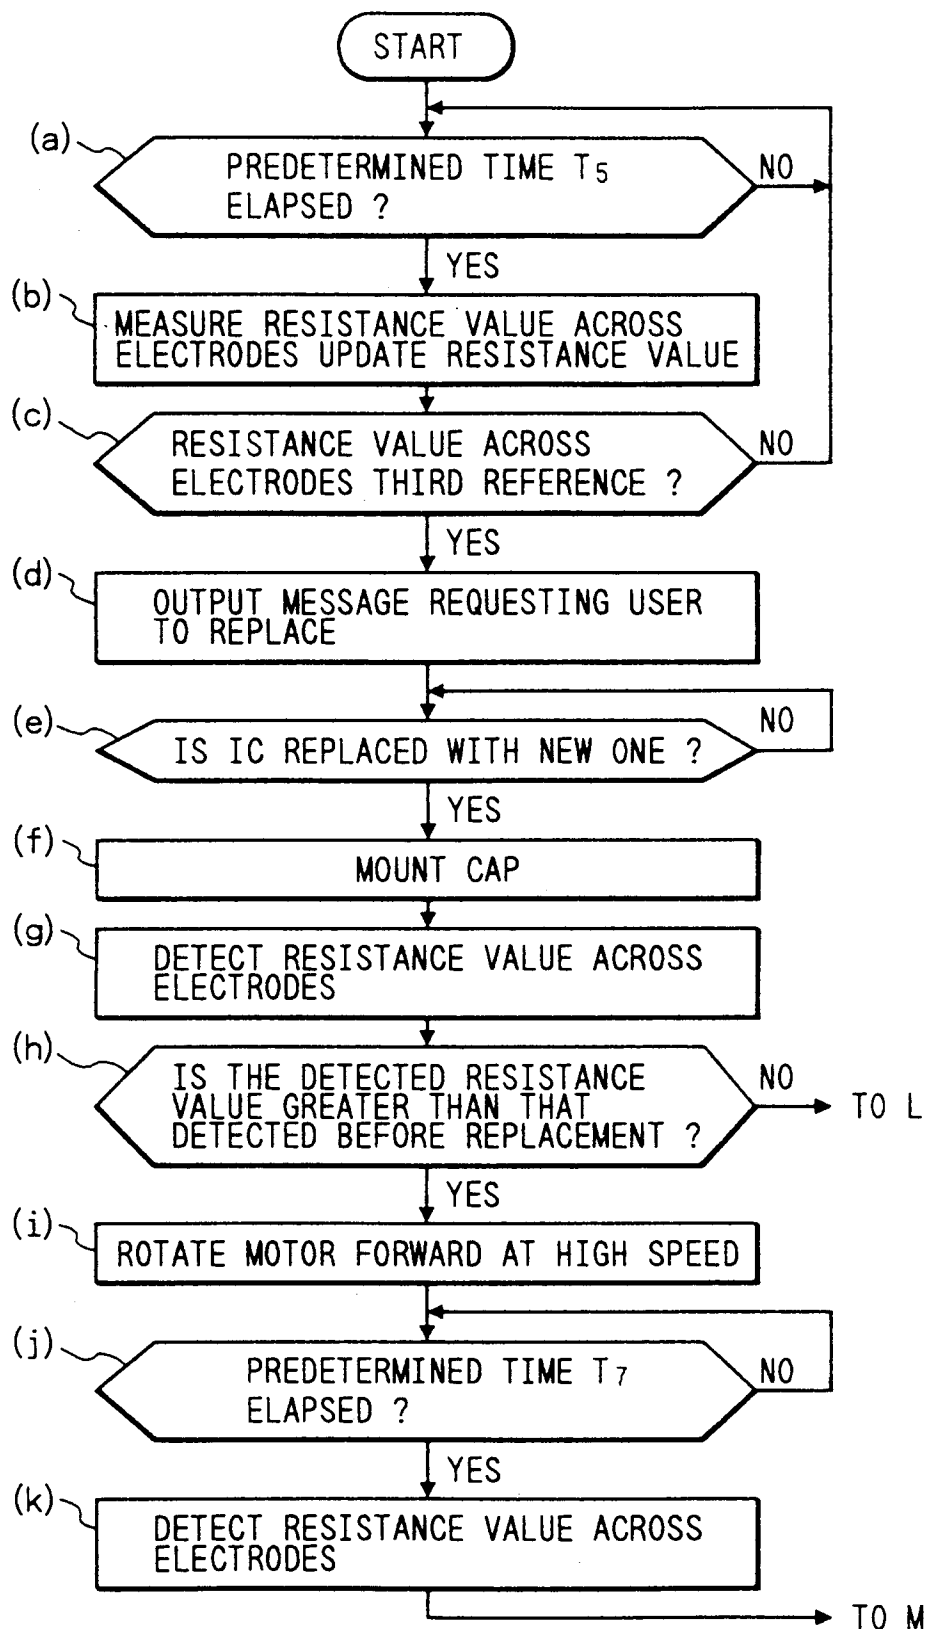 START
(a)
PREDETERMINED TIME T5
ELAPSED ?
NO
YES
(b)
MEASURE RESISTANCE VALUE ACROSS
ELECTRODES UPDATE RESISTANCE VALUE
(c)
RESISTANCE VALUE ACROSS
ELECTRODES THIRD REFERENCE ?
NO
YES
(d)
OUTPUT MESSAGE REQUESTING USER
TO REPLACE
(e)
IS IC REPLACED WITH NEW ONE ?
NO
YES
(f)
MOUNT CAP
(g)
DETECT RESISTANCE VALUE ACROSS
ELECTRODES
(h)
IS THE DETECTED RESISTANCE
VALUE GREATER THAN THAT
DETECTED BEFORE REPLACEMENT ?
NO
TO L
YES
(i)
ROTATE MOTOR FORWARD AT HIGH SPEED
(j)
PREDETERMINED TIME T7
ELAPSED ?
NO
YES
(k)
DETECT RESISTANCE VALUE ACROSS
ELECTRODES
TO M